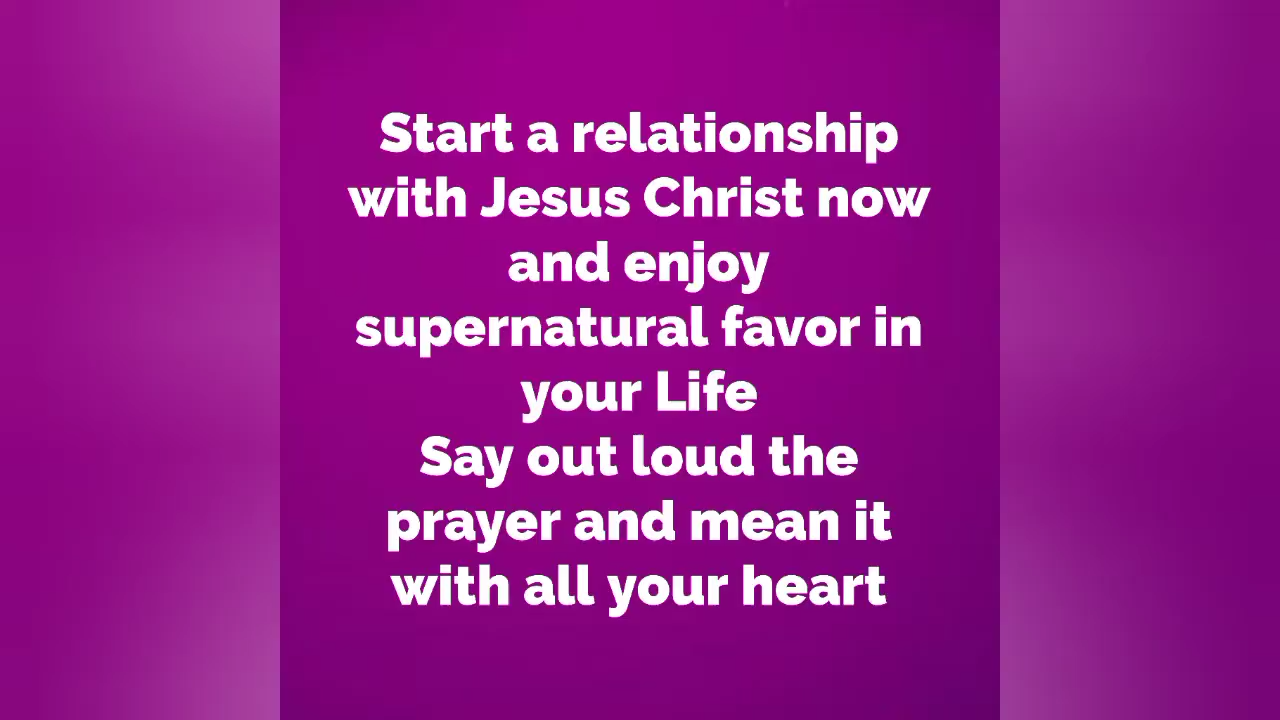 Start a relationship
with Jesus Christ now
and enjoy
supernatural favor in
your Life
Say out loud the
prayer and mean it
with all your heart